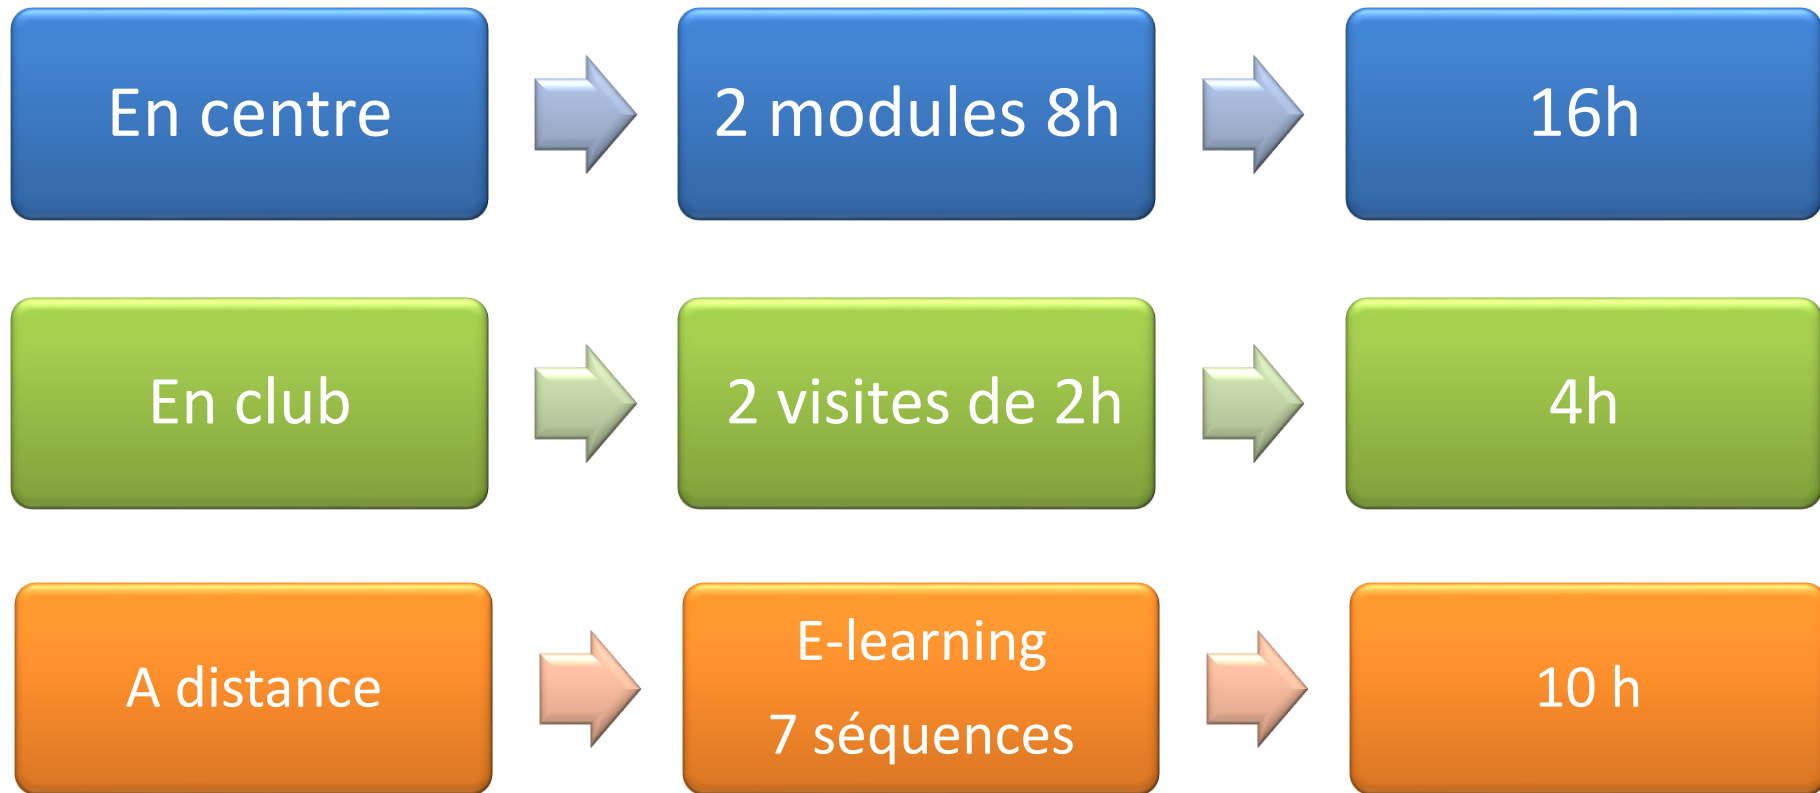 En centre
2 modules 8h
16h
En club
2 visites de 2h
4h
A distance
E-learning
7 séquences
10 h